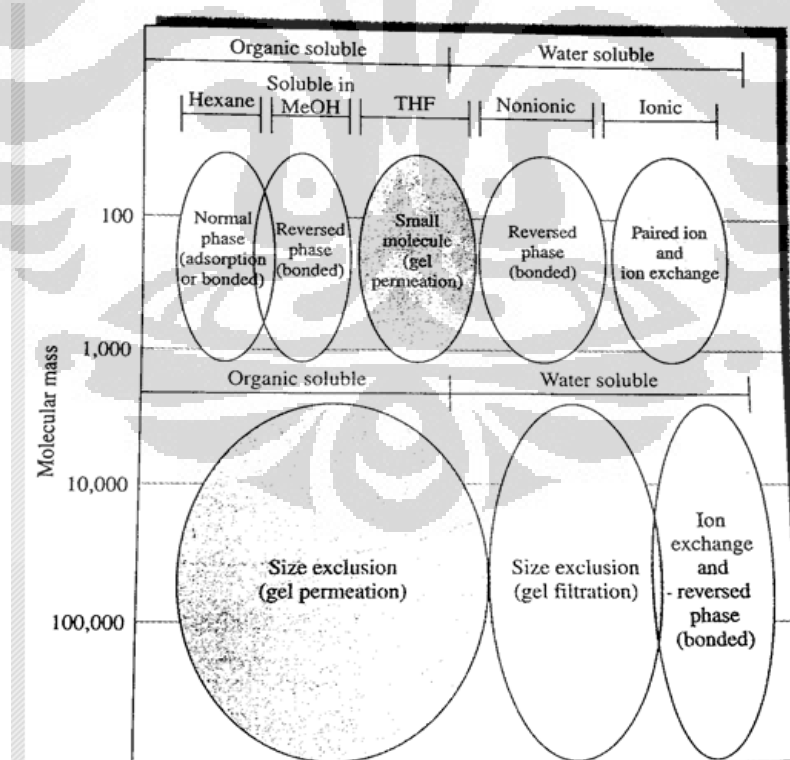 Organic soluble
Water soluble
Hexane
Soluble in
MeOH
THF
Nonionic
Ionic
100
Normal
phase
(adsorption
or bonded)
Reversed
phase
(bonded)
Small
molecule
(gel
permeation)
Reversed
phase
(bonded)
Paired ion
and
ion exchange
1,000
Organic soluble
Water soluble
Molecular mass
10,000
Size exclusion
(gel permeation)
Size exclusion
(gel filtration)
Ion
exchange
and
reversed
phase
(bonded)
100,000